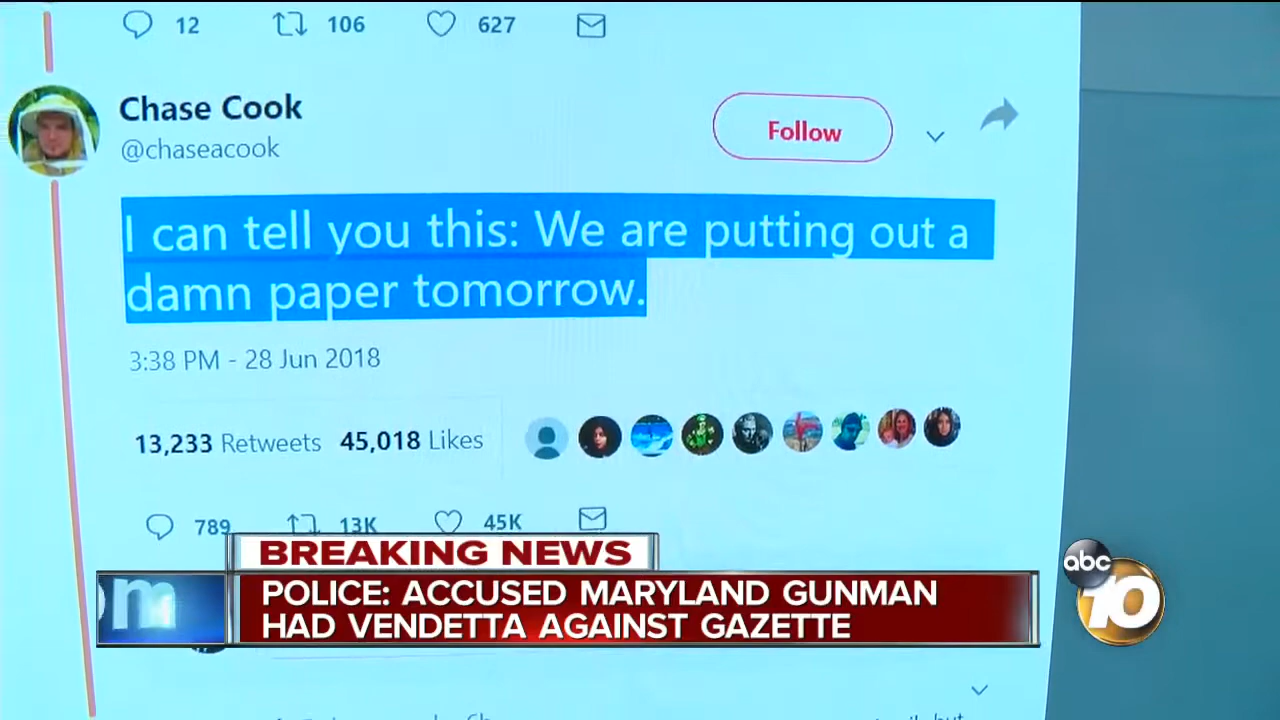 12 106 627
Chase Cook
@chaseacook
Follow
I can tell you this: We are putting out a
damn paper tomorrow.
3:38 PM - 28 Jun 2018
13,233 Retweets 45,018 Likes
789 13K 45K
BREAKING NEWS
m
POLICE: ACCUSED MARYLAND GUNMAN
HAD VENDETTA AGAINST GAZETTE
abc
10